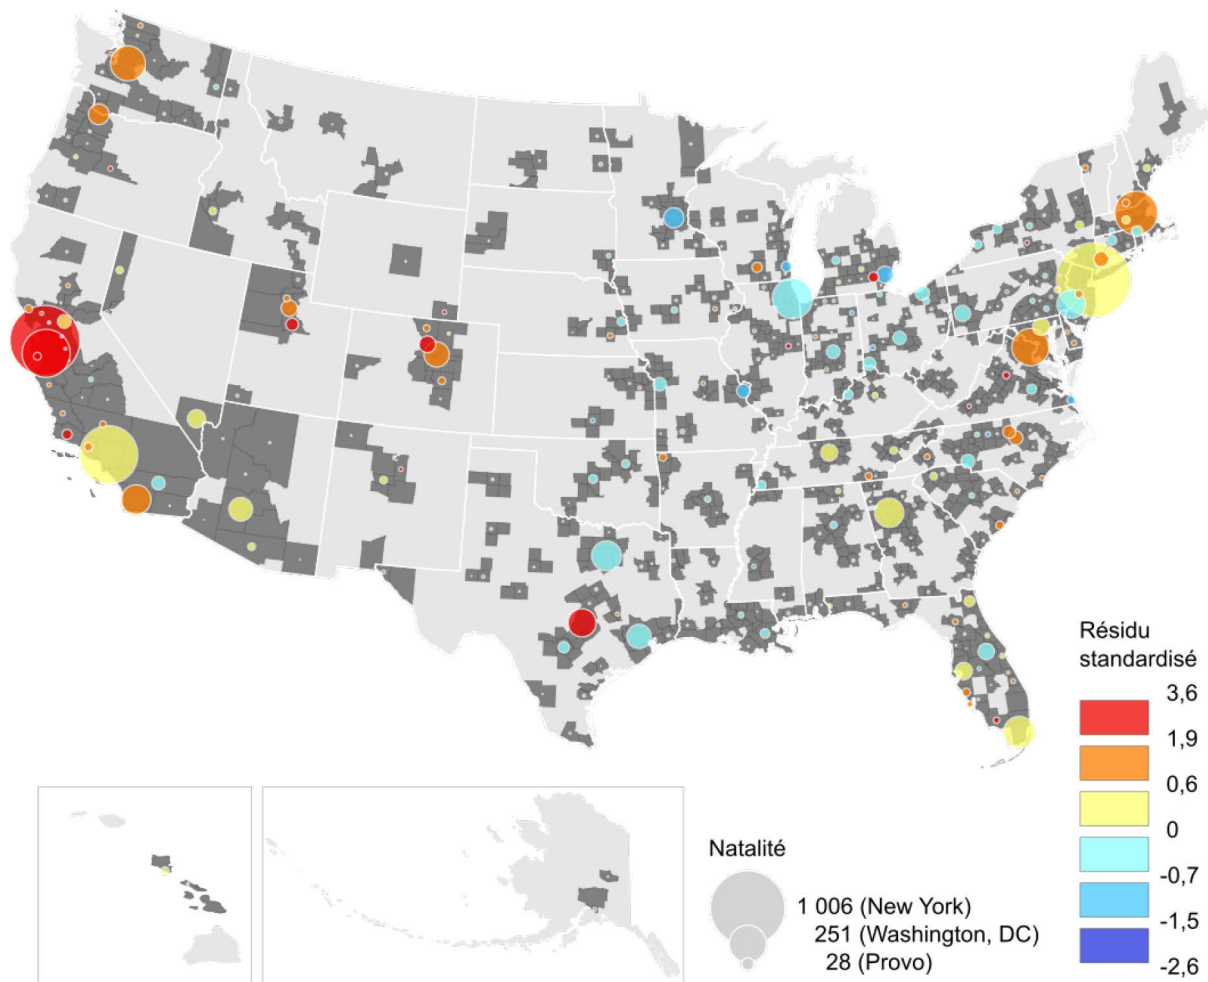 Résidu
standardisé
3,6
1,9
0,6
0
-0,7
-1,5
-2,6
Natalité
1 006 (New York)
251 (Washington, DC)
28 (Provo)